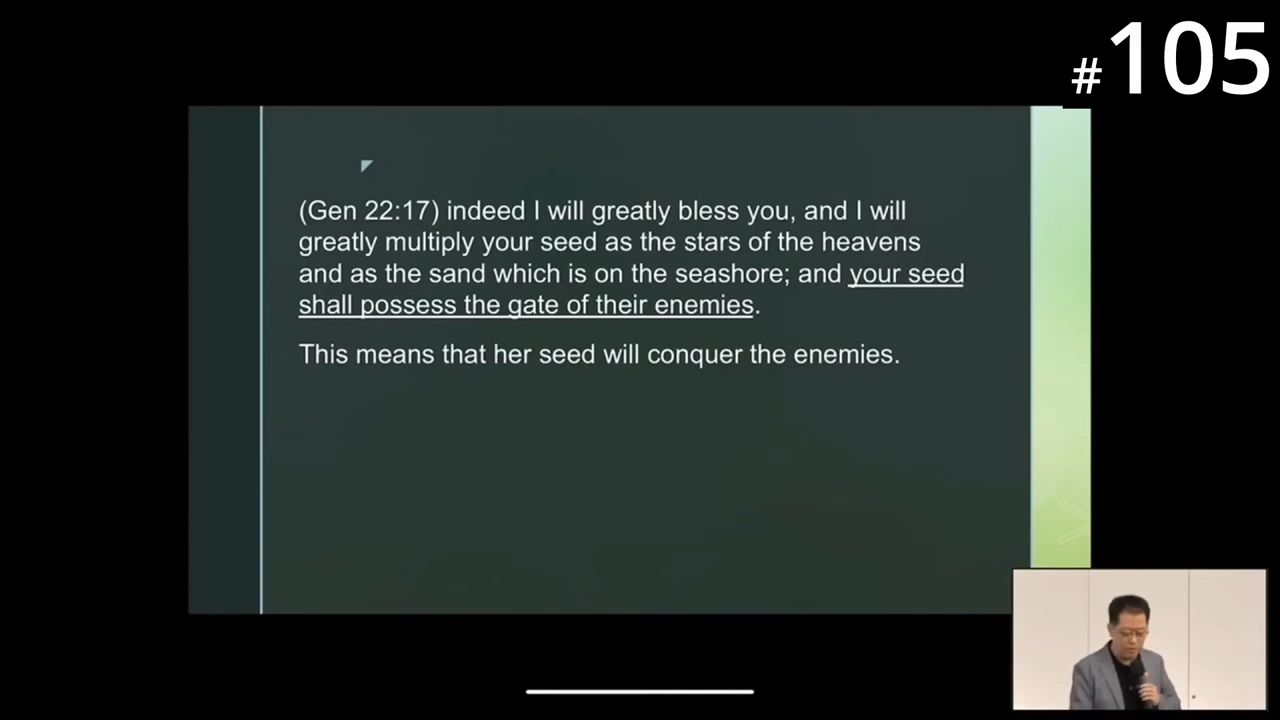 #105
(Gen 22:17) indeed I will greatly bless you, and I will
greatly multiply your seed as the stars of the heavens
and as the sand which is on the seashore; and your seed
shall possess the gate of their enemies.
This means that her seed will conquer the enemies.